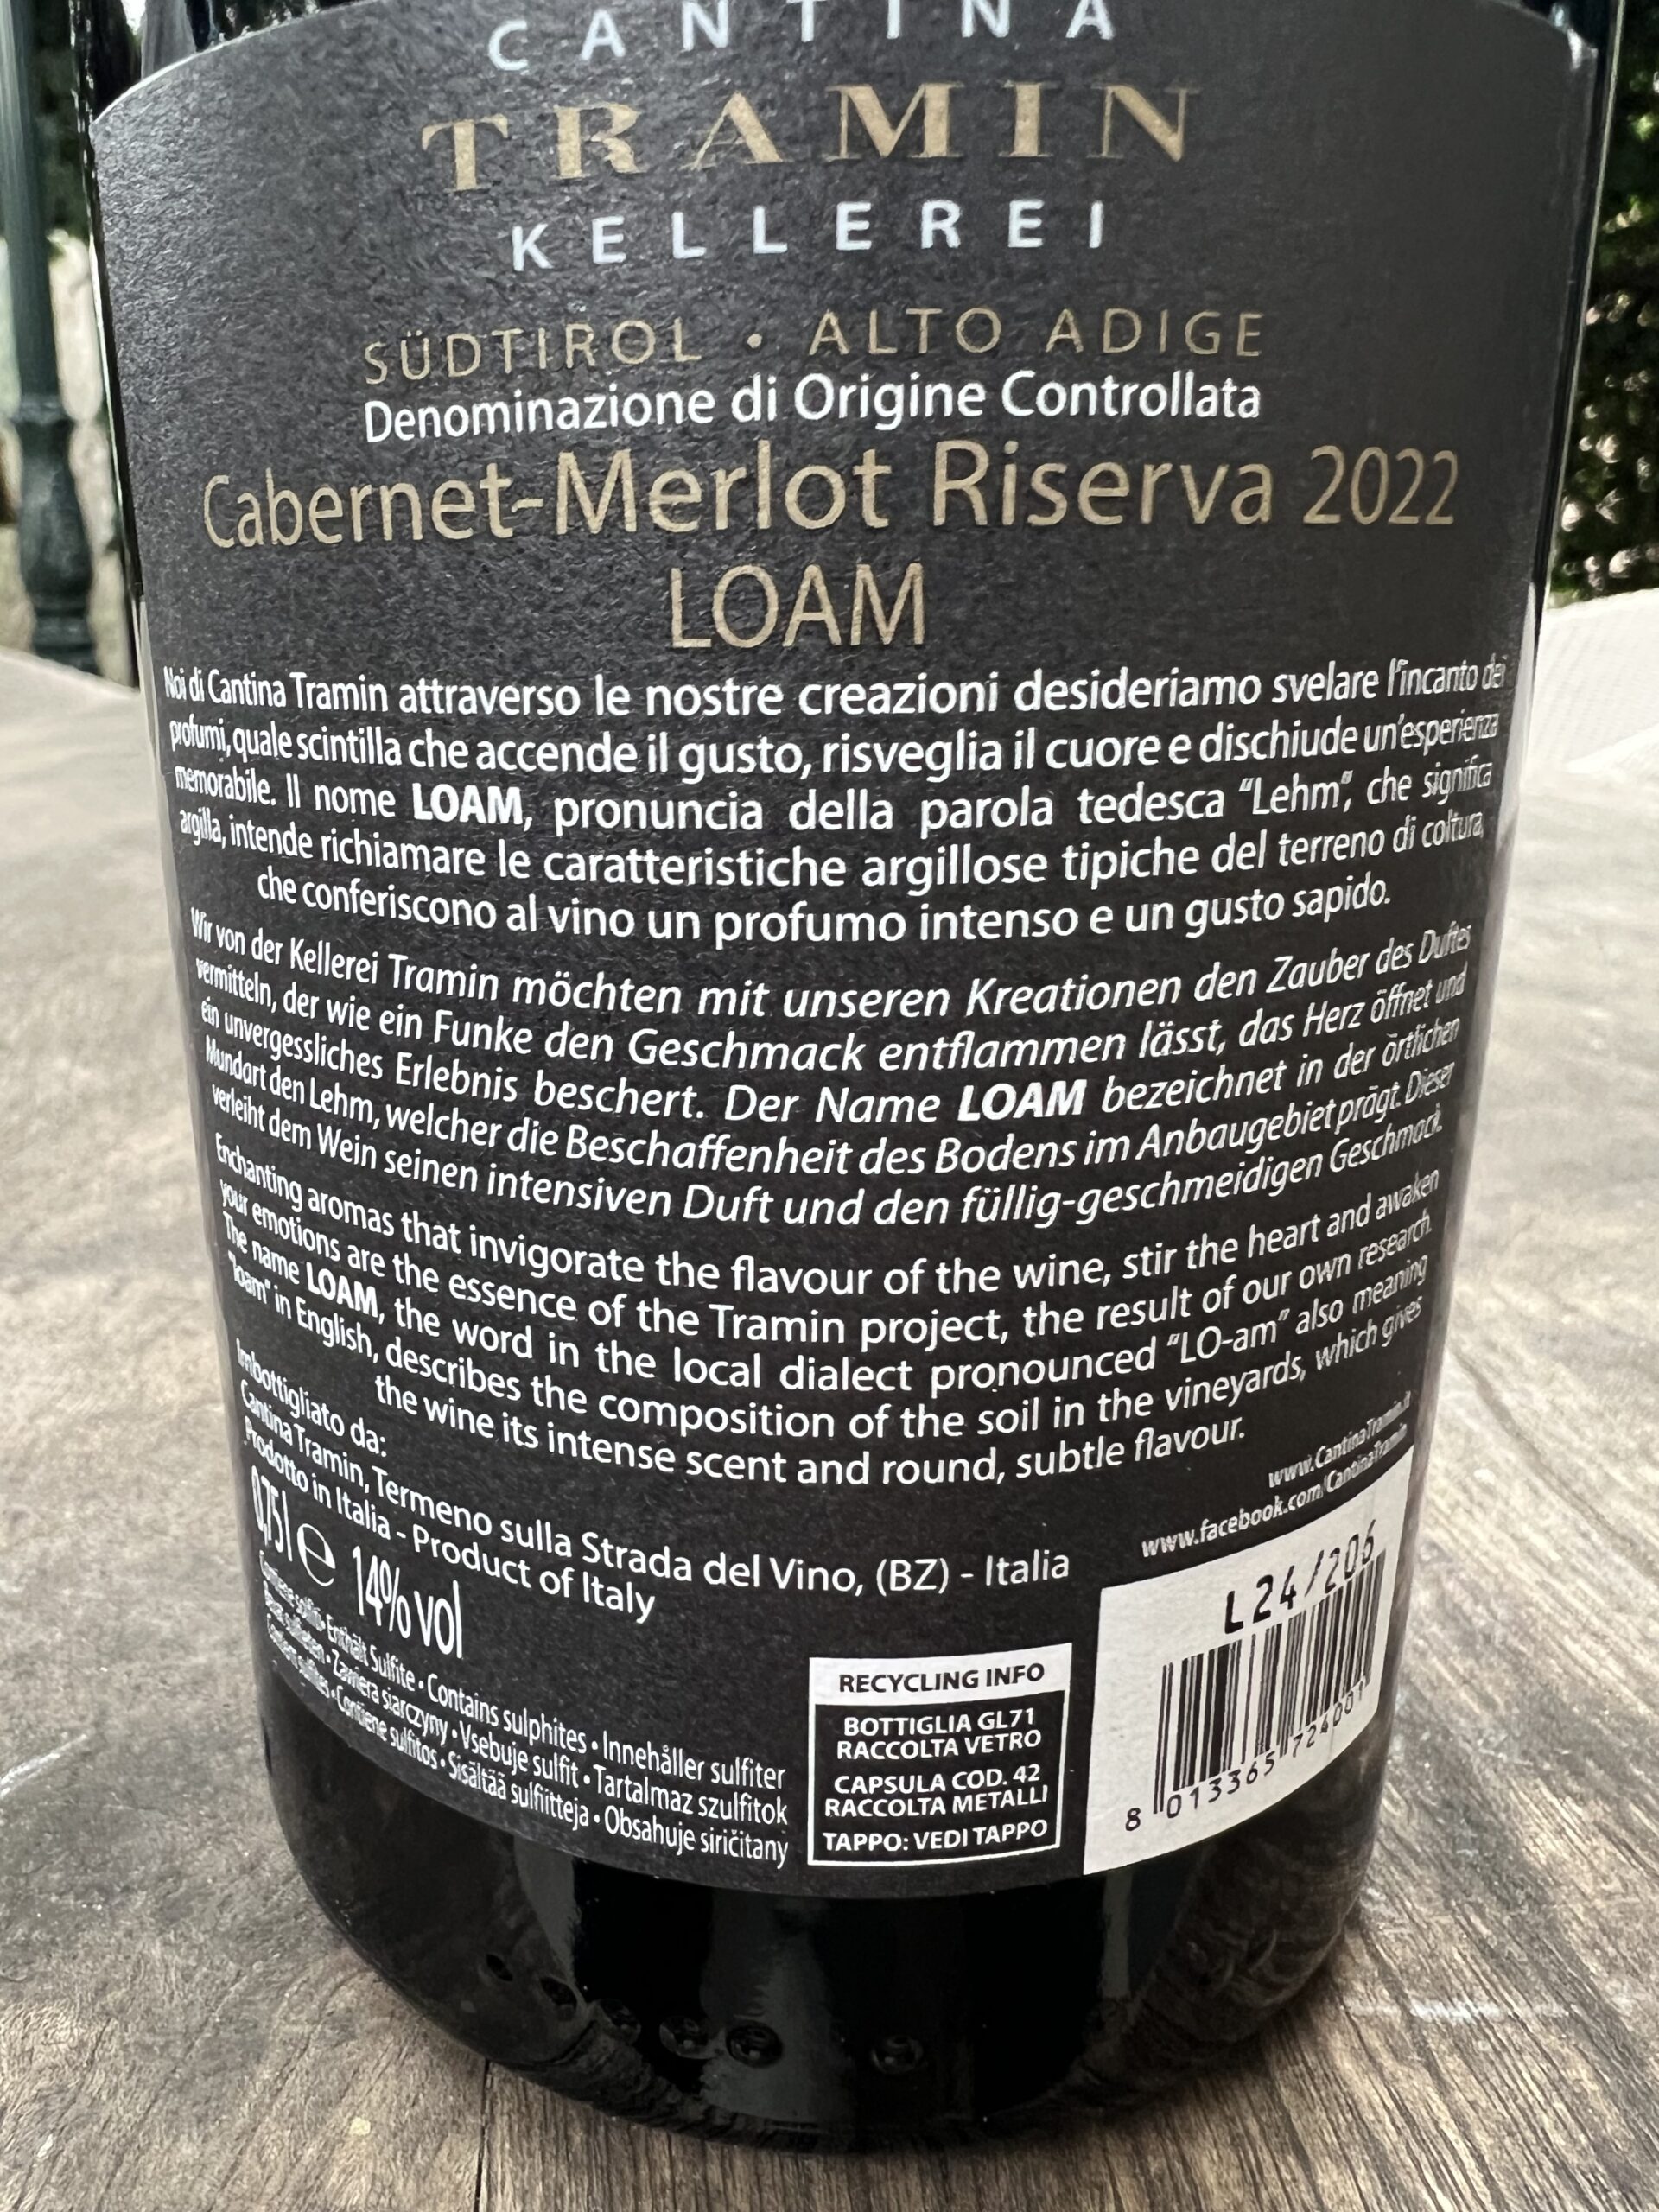 CANTINA
TRAMIN
KELLEREI
SÜDTIROL • ALTO ADIGE
Denominazione di Origine Controllata
Cabernet-Merlot Riserva 2022
LOAM
Noi di Cantina Tramin attraverso le nostre creazioni desideriamo svelare l'incanto dei
profumi, quale scintilla che accende il gusto, risveglia il cuore e dischiude un'esperienza
memorabile. Il nome LOAM, pronuncia della parola tedesca “Lehm”, che significa
argilla, intende richiamare le caratteristiche argillose tipiche del terreno di coltura,
che conferiscono al vino un profumo intenso e un gusto sapido.
Wir von der Kellerei Tramin möchten mit unseren Kreationen den Zauber des Duftes
vermitteln, der wie ein Funke den Geschmack entflammen lässt, das Herz öffnet und
ein unvergessliches Erlebnis beschert. Der Name LOAM bezeichnet in der örtlichen
Mundart den Lehm, welcher die Beschaffenheit des Bodens im Anbaugebiet prägt. Dieser
verleiht dem Wein seinen intensiven Duft und den füllig-geschmeidigen Geschmack.
Enchanting aromas that invigorate the flavour of the wine, stir the heart and awaken
your emotions are the essence of the Tramin project, the result of our own research.
The name LOAM, the word in the local dialect pronounced “LO-am” also meaning
"loam" in English, describes the composition of the soil in the vineyards, which gives
the wine its intense scent and round, subtle flavour.
www.CantinaTramin.it
www.facebook.com/CantinaTramin
Imbottigliato da:
Cantina Tramin, Termeno sulla Strada del Vino, (BZ) - Italia
Prodotto in Italia - Product of Italy
0,75l e 14% vol
Contiene solfiti • Enthält Sulfite • Contains sulphites • Innehåller sulfiter
Bevat sulfieten • Zawiera siarczyny • Vsebuje sulfit • Tartalmaz szulfitok
Contient sulfites • Contiene sulfitos • Sisältää sulfiitteja • Obsahuje siričitany
RECYCLING INFO
BOTTIGLIA GL71
RACCOLTA VETRO
CAPSULA COD. 42
RACCOLTA METALLI
TAPPO: VEDI TAPPO
L24/206
8 013365 724001